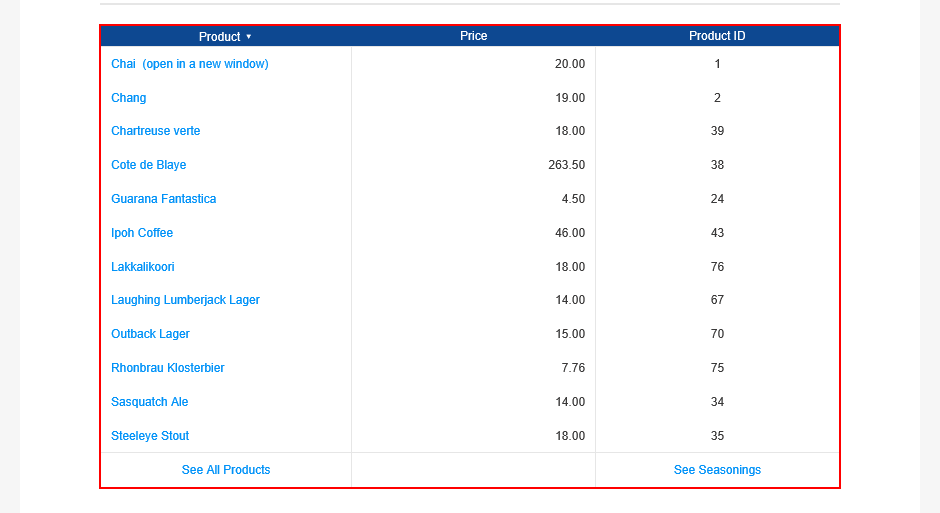 Product ▼ Price Product ID
Chai (open in a new window) 20.00 1
Chang 19.00 2
Chartreuse verte 18.00 39
Cote de Blaye 263.50 38
Guarana Fantastica 4.50 24
Ipoh Coffee 46.00 43
Lakkalikoori 18.00 76
Laughing Lumberjack Lager 14.00 67
Outback Lager 15.00 70
Rhonbrau Klosterbier 7.76 75
Sasquatch Ale 14.00 34
Steeleye Stout 18.00 35
See All Products See Seasonings